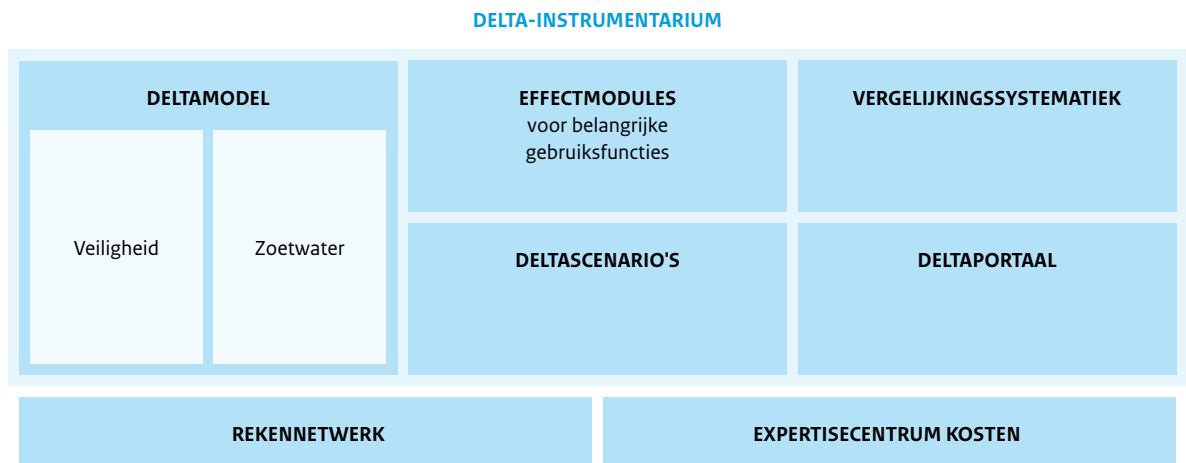 DELTA-INSTRUMENTARIUM
DELTAMODEL
Veiligheid
Zoetwater
EFFECTMODULES
voor belangrijke
gebruiksfuncties
VERGELIJKINGSSYSTEMATIEK
DELTASCENARIO'S
DELTAPORTAAL
REKENNETWERK
EXPERTISECENTRUM KOSTEN